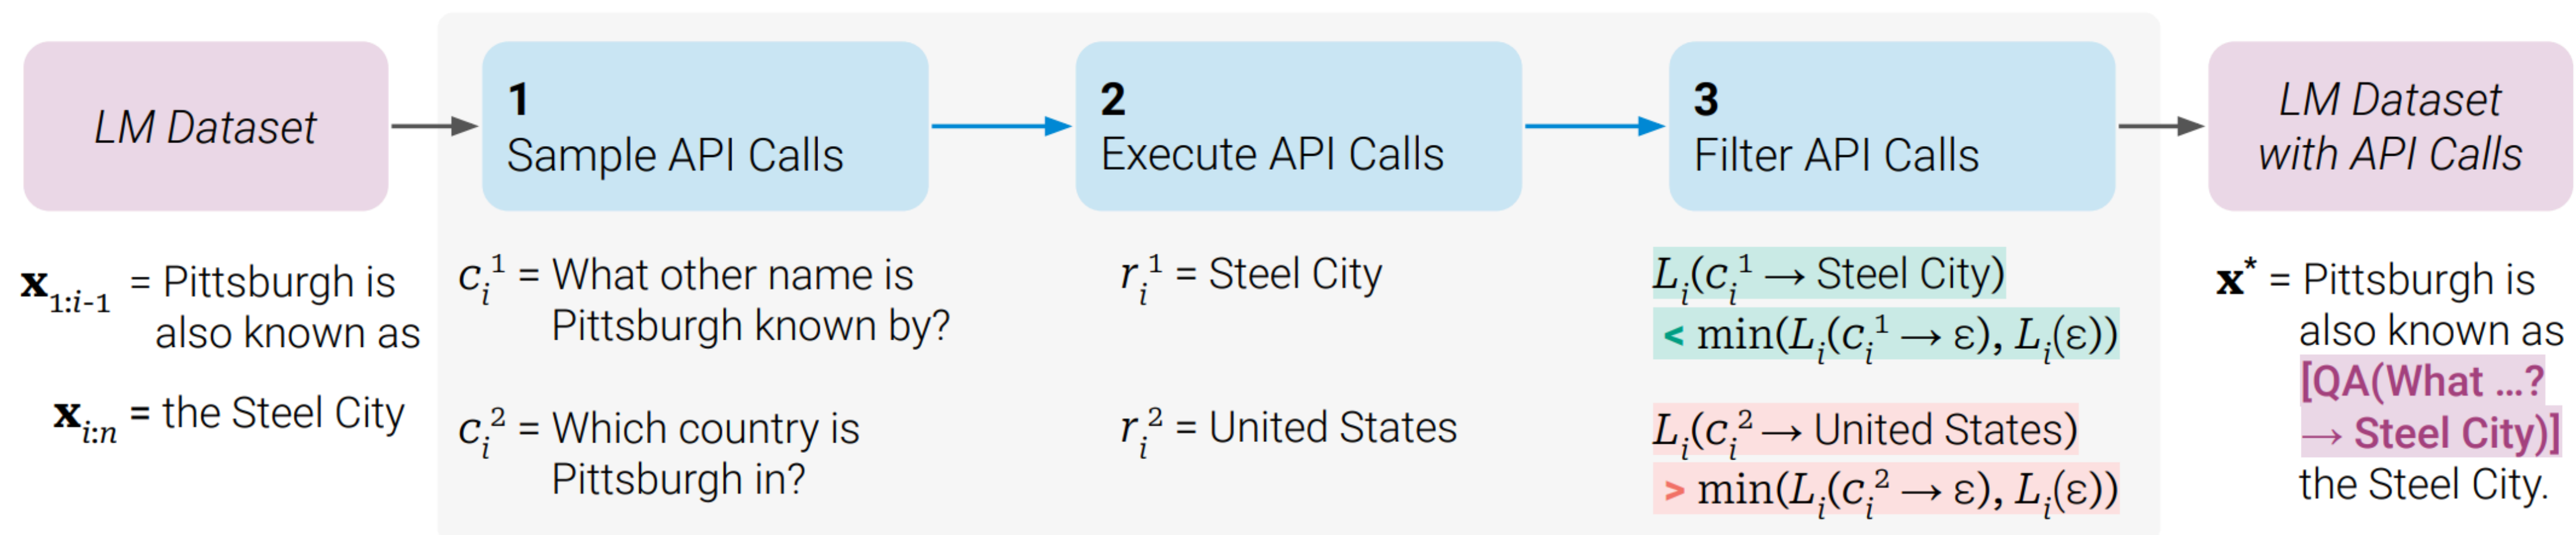 LM Dataset
1
Sample API Calls
2
Execute API Calls
3
Filter API Calls
LM Dataset
with API Calls
x1:i-1 = Pittsburgh is
also known as
xi:n = the Steel City
ci1 = What other name is
Pittsburgh known by?
ci2 = Which country is
Pittsburgh in?
ri1 = Steel City
ri2 = United States
Li(ci1 → Steel City)
< min(Li(ci1 → ε), Li(ε))
Li(ci2 → United States)
> min(Li(ci2 → ε), Li(ε))
x* = Pittsburgh is
also known as
[QA(What ...?
→ Steel City)]
the Steel City.